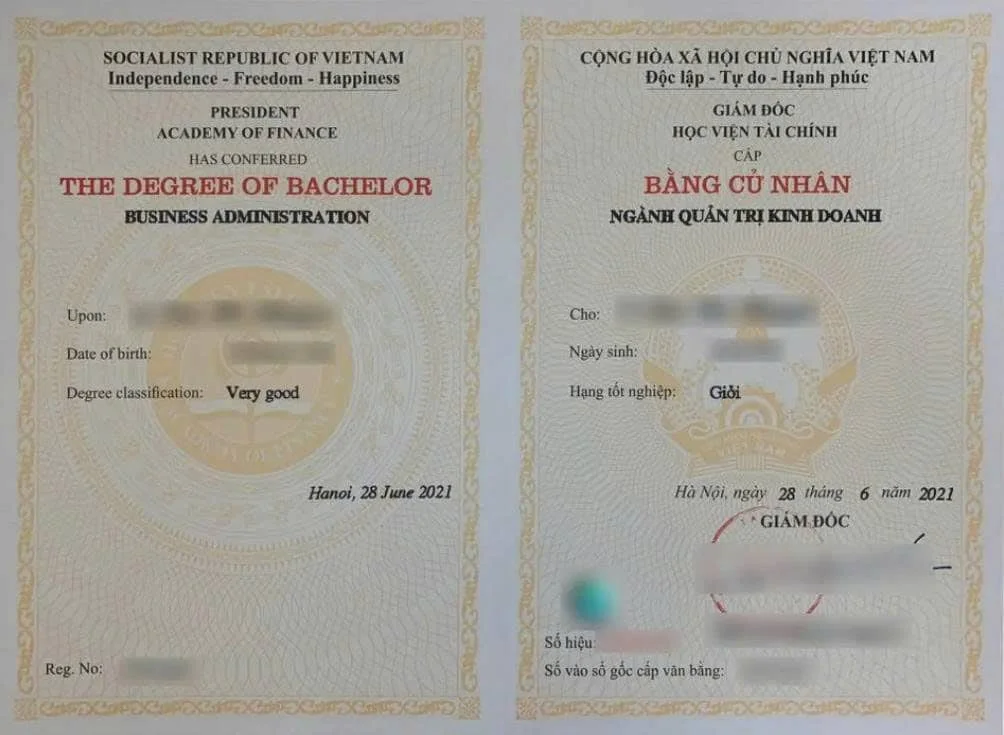 SOCIALIST REPUBLIC OF VIETNAM
Independence - Freedom - Happiness
PRESIDENT
ACADEMY OF FINANCE
HAS CONFERRED
THE DEGREE OF BACHELOR
BUSINESS ADMINISTRATION
Upon:
Date of birth:
Degree classification: Very good
Hanoi, 28 June 2021
Reg. No:
CỘNG HÒA XÃ HỘI CHỦ NGHĨA VIỆT NAM
Độc lập - Tự do - Hạnh phúc
GIÁM ĐỐC
HỌC VIỆN TÀI CHÍNH
CẤP
BẰNG CỬ NHÂN
NGÀNH QUẢN TRỊ KINH DOANH
Cho:
Ngày sinh:
Hạng tốt nghiệp: Giỏi
VIỆT NAM
Hà Nội, ngày 28 tháng 6 năm 2021
GIÁM ĐỐC
Số hiệu:
Số vào sổ gốc cấp văn bằng: